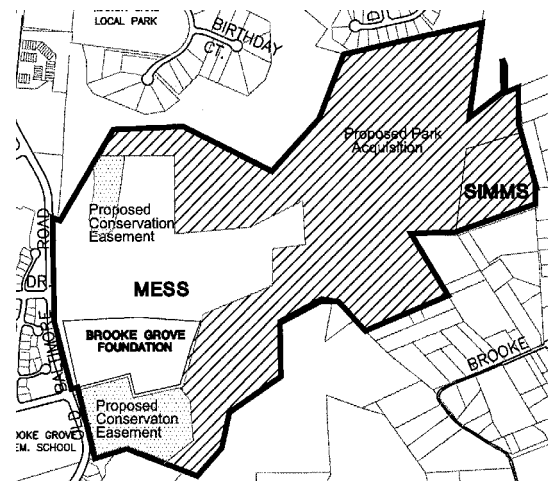 LOCAL PARK
BIRTHDAY
CT.
Proposed Park
Acquisition
SIMMS
Proposed
Conservation
Easement
OLD BALTIMORE ROAD
DR.
MESS
BROOKE GROVE
FOUNDATION
BROOKE
Proposed
Conservaton
Easement
OOKE GROVE
EM. SCHOOL